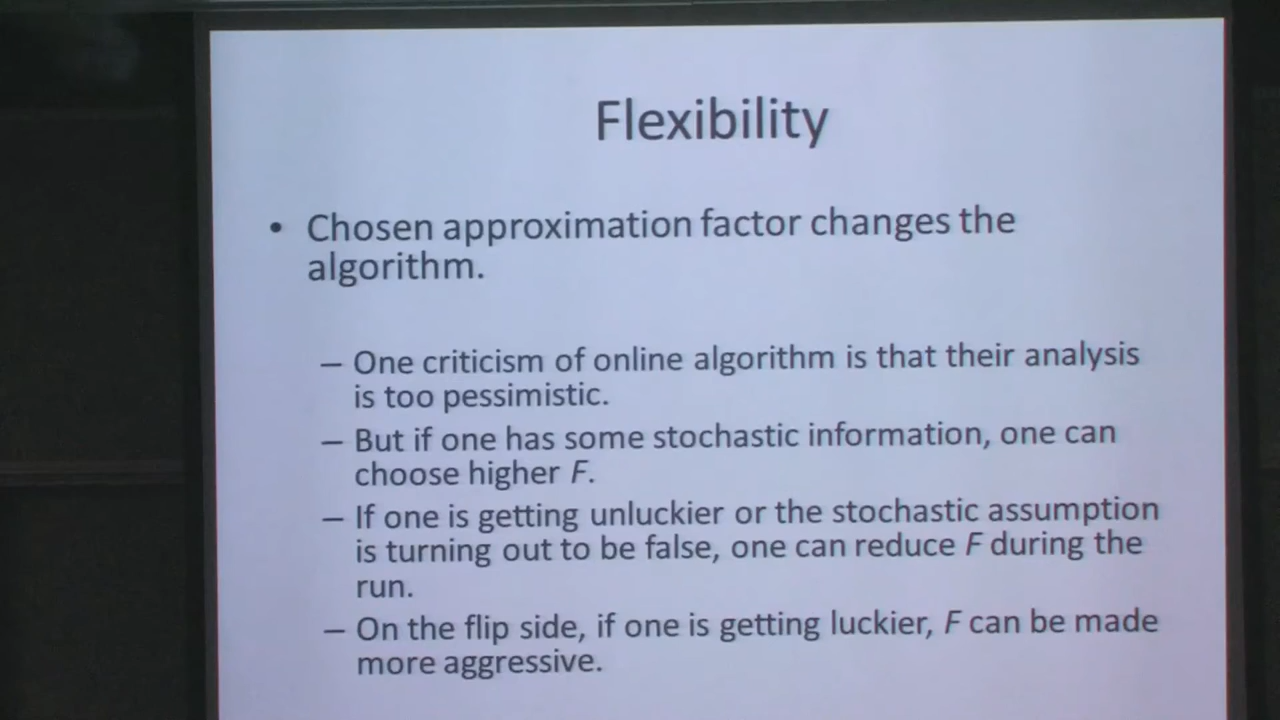 Flexibility
• Chosen approximation factor changes the
algorithm.
– One criticism of online algorithm is that their analysis
is too pessimistic.
– But if one has some stochastic information, one can
choose higher F.
– If one is getting unluckier or the stochastic assumption
is turning out to be false, one can reduce F during the
run.
– On the flip side, if one is getting luckier, F can be made
more aggressive.